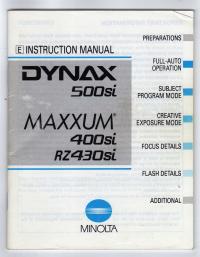 E INSTRUCTION MANUAL
DYNAX
500si
MAXXUM®
400si
RZ430si
PREPARATIONS
FULL-AUTO
OPERATION
SUBJECT
PROGRAM MODE
CREATIVE
EXPOSURE MODE
FOCUS DETAILS
FLASH DETAILS
ADDITIONAL
MINOLTA